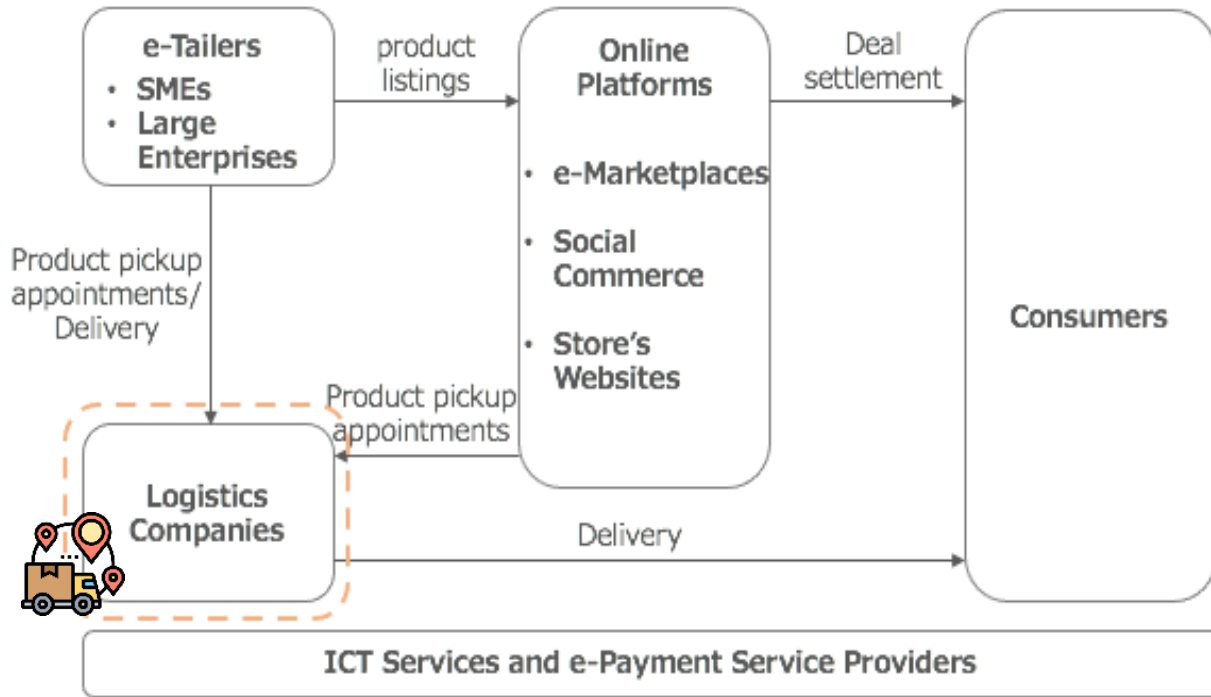 e-Tailers
• SMEs
• Large
Enterprises
product
listings
Online
Platforms
• e-Marketplaces
• Social
Commerce
• Store's
Websites
Deal
settlement
Consumers
Product pickup
appointments/
Delivery
Product pickup
appointments
Logistics
Companies
Delivery
ICT Services and e-Payment Service Providers